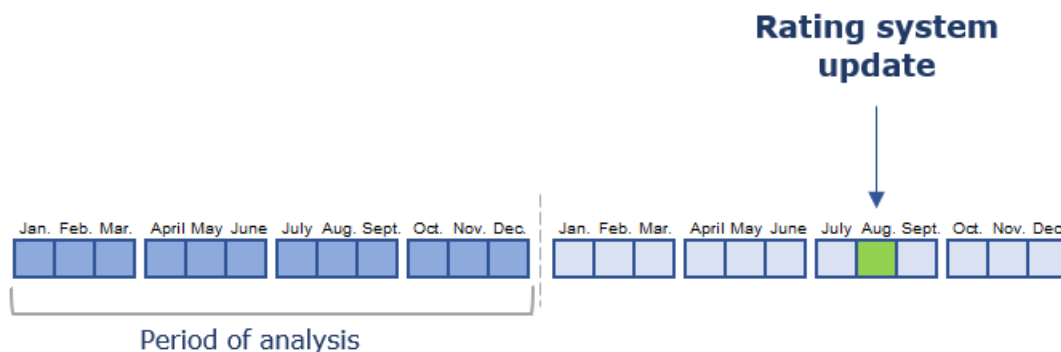 Rating system
update
Jan. Feb. Mar. April May June July Aug. Sept. Oct. Nov. Dec. Jan. Feb. Mar. April May June July Aug. Sept. Oct. Nov. Dec
Period of analysis